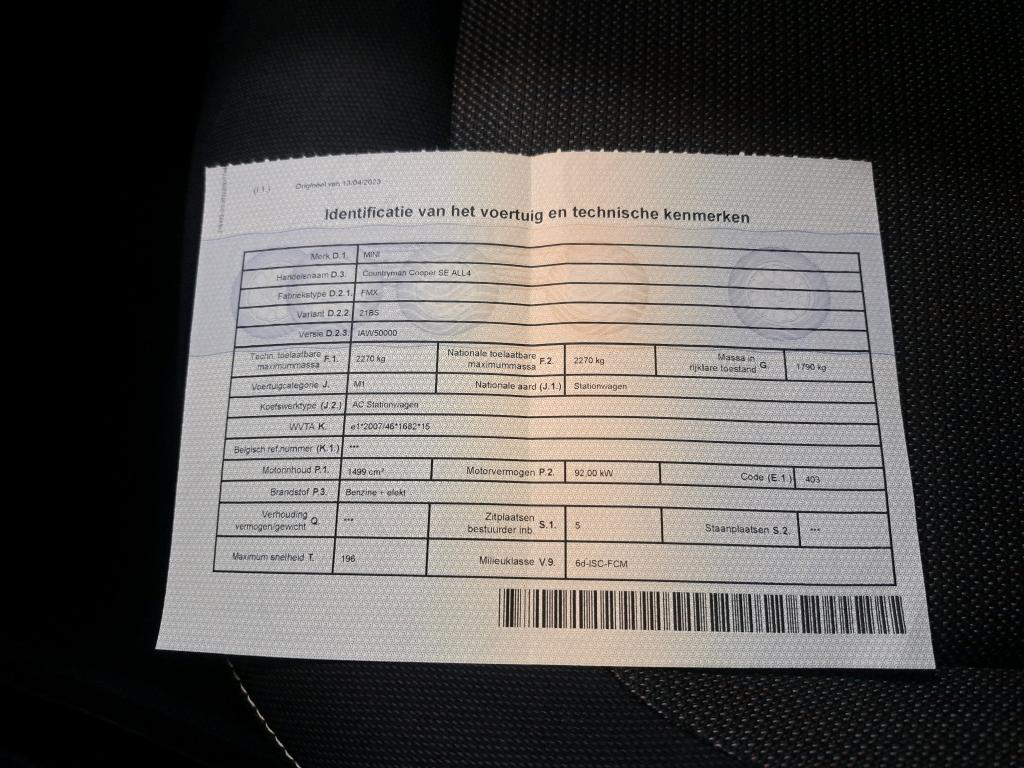 (I.1.) Origineel van 13/04/2023
Identificatie van het voertuig en technische kenmerken
Merk D.1. MINI
Handelsnaam D.3. Countryman Cooper SE ALL4
Fabriekstype D.2.1. FMX
Variant D.2.2. 21BS
Versie D.2.3. IAW50000
Techn. toelaatbare maximummassa F.1. 2270 kg Nationale toelaatbare maximummassa F.2. 2270 kg Massa in rijklare toestand G. 1790 kg
Voertuigcategorie J. M1 Nationale aard (J.1.) Stationwagen
Koetswerktype (J.2.) AC Stationwagen
WVTA K. e1*2007/46*1682*15
Belgisch ref.nummer (K.1.) ***
Motorinhoud P.1. 1499 cm³ Motorvermogen P.2. 92,00 kW Code (E.1.) 403
Brandstof P.3. Benzine + elekt
Verhouding vermogen/gewicht Q. *** Zitplaatsen bestuurder inb. S.1. 5 Staanplaatsen S.2. ***
Maximum snelheid T. 196 Milieuklasse V.9. 6d-ISC-FCM